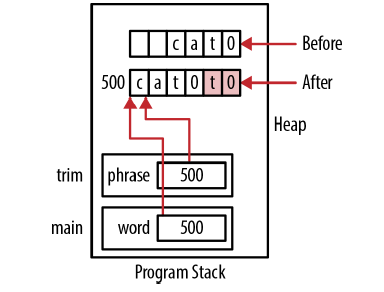 c a t 0 Before
500 c a t 0 t 0 After
Heap
trim phrase 500
main word 500
Program Stack